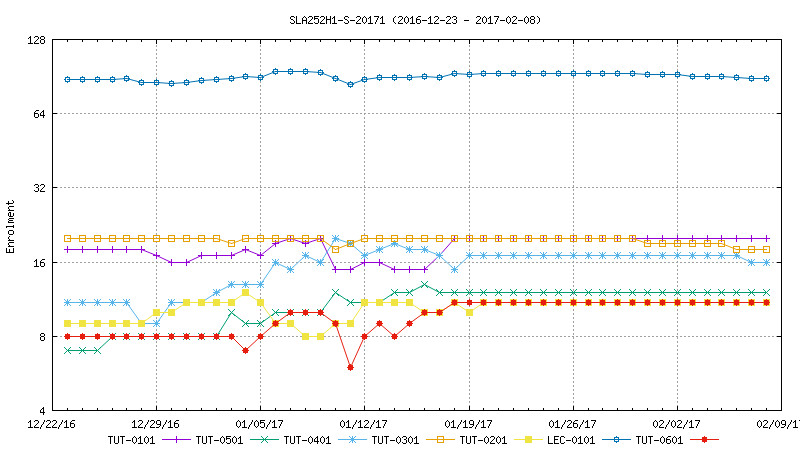 SLA252H1-S-20171 (2016-12-23 - 2017-02-08)
128
64
32
16
8
4
Enrolment
12/22/16 12/29/16 01/05/17 01/12/17 01/19/17 01/26/17 02/02/17 02/09/1
TUT-0101 TUT-0501 TUT-0401 TUT-0301 TUT-0201 LEC-0101 TUT-0601